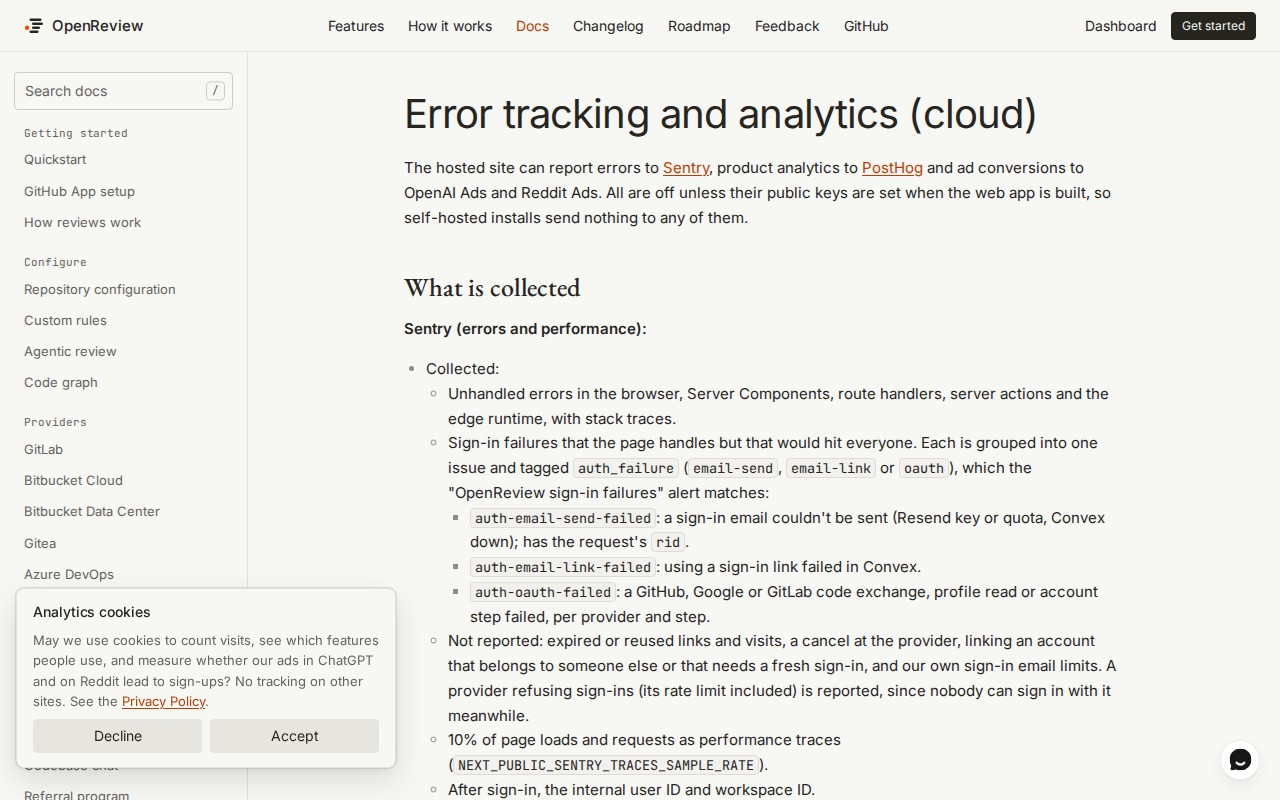 OpenReview
Features
How it works
Docs
Changelog
Roadmap
Feedback
GitHub
Dashboard
Get started
Search docs
/
Getting started
Quickstart
GitHub App setup
How reviews work
Configure
Repository configuration
Custom rules
Agentic review
Code graph
Providers
GitLab
Bitbucket Cloud
Bitbucket Data Center
Gitea
Azure DevOps
Codebase chat
Referral program
Error tracking and analytics (cloud)
The hosted site can report errors to Sentry, product analytics to PostHog and ad conversions to
OpenAI Ads and Reddit Ads. All are off unless their public keys are set when the web app is built, so
self-hosted installs send nothing to any of them.
What is collected
Sentry (errors and performance):
Collected:
Unhandled errors in the browser, Server Components, route handlers, server actions and the
edge runtime, with stack traces.
Sign-in failures that the page handles but that would hit everyone. Each is grouped into one
issue and tagged auth_failure (email-send, email-link or oauth), which the
"OpenReview sign-in failures" alert matches:
auth-email-send-failed: a sign-in email couldn't be sent (Resend key or quota, Convex
down); has the request's rid.
auth-email-link-failed: using a sign-in link failed in Convex.
auth-oauth-failed: a GitHub, Google or GitLab code exchange, profile read or account
step failed, per provider and step.
Not reported: expired or reused links and visits, a cancel at the provider, linking an account
that belongs to someone else or that needs a fresh sign-in, and our own sign-in email limits. A
provider refusing sign-ins (its rate limit included) is reported, since nobody can sign in with it
meanwhile.
10% of page loads and requests as performance traces
(NEXT_PUBLIC_SENTRY_TRACES_SAMPLE_RATE).
After sign-in, the internal user ID and workspace ID.
Analytics cookies
May we use cookies to count visits, see which features
people use, and measure whether our ads in ChatGPT
and on Reddit lead to sign-ups? No tracking on other
sites. See the Privacy Policy.
Decline
Accept